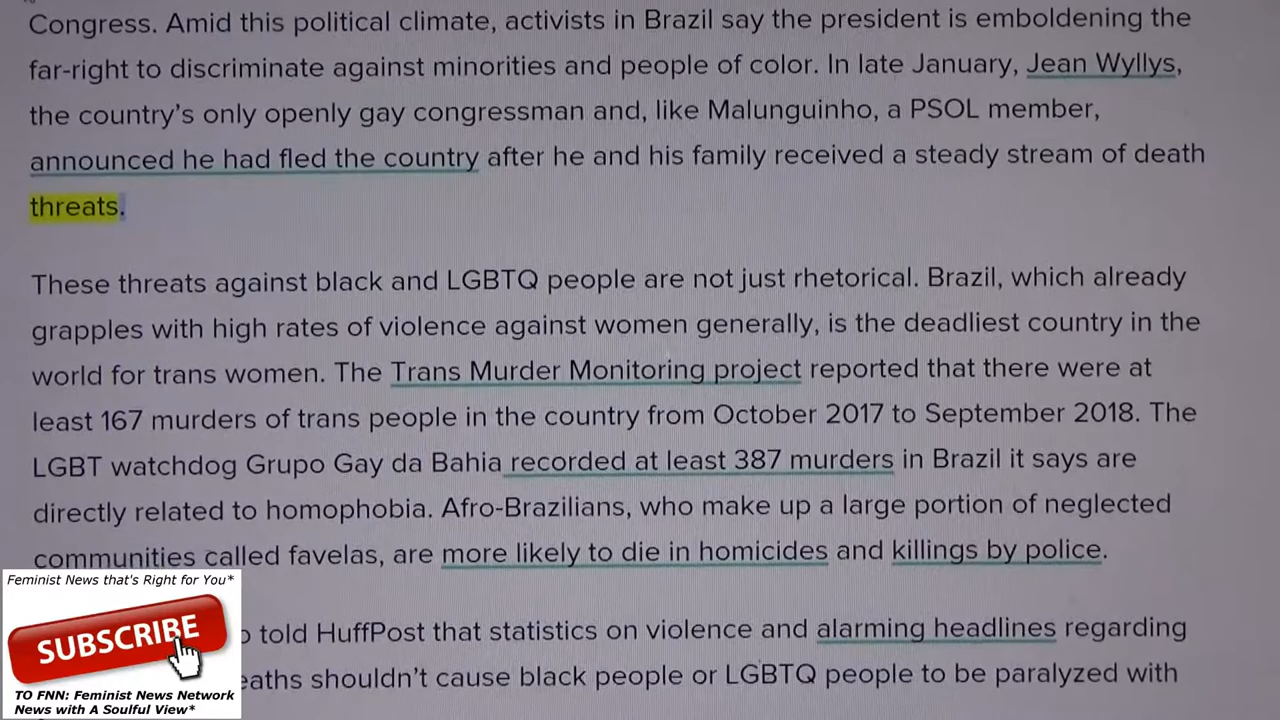 Congress. Amid this political climate, activists in Brazil say the president is emboldening the
far-right to discriminate against minorities and people of color. In late January, Jean Wyllys,
the country's only openly gay congressman and, like Malunguinho, a PSOL member,
announced he had fled the country after he and his family received a steady stream of death
threats.
These threats against black and LGBTQ people are not just rhetorical. Brazil, which already
grapples with high rates of violence against women generally, is the deadliest country in the
world for trans women. The Trans Murder Monitoring project reported that there were at
least 167 murders of trans people in the country from October 2017 to September 2018. The
LGBT watchdog Grupo Gay da Bahia recorded at least 387 murders in Brazil it says are
directly related to homophobia. Afro-Brazilians, who make up a large portion of neglected
communities called favelas, are more likely to die in homicides and killings by police.
told HuffPost that statistics on violence and alarming headlines regarding
shouldn't cause black people or LGBTQ people to be paralyzed with
Feminist News that's Right for You*
SUBSCRIBE
TO FNN: Feminist News Network
News with A Soulful View*